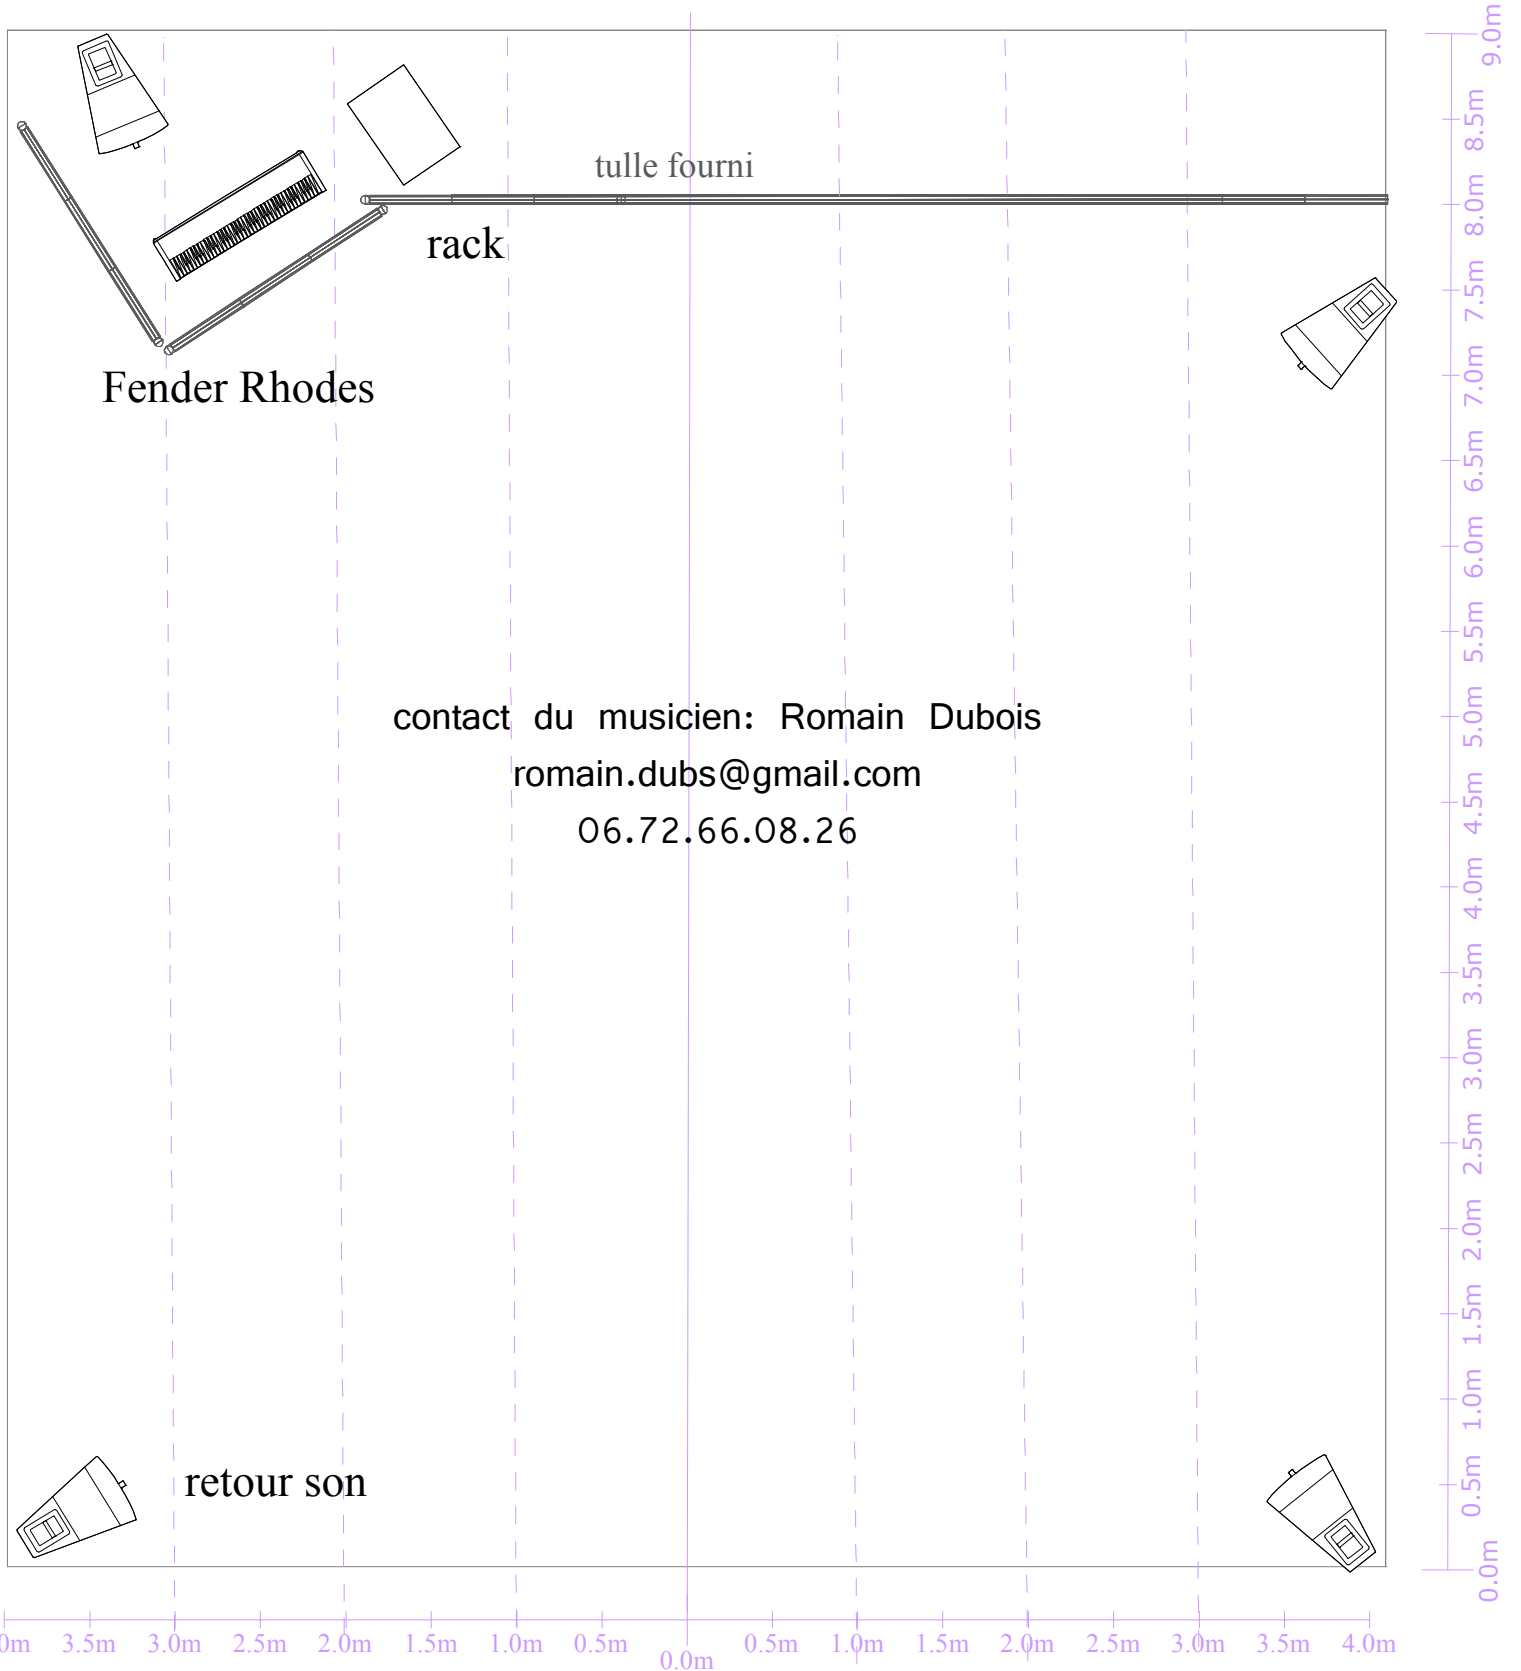 tulle fourni
rack
Fender Rhodes
contact du musicien: Romain Dubois
romain.dubs@gmail.com
06.72.66.08.26
retour son
9.0m
8.5m
8.0m
7.5m
7.0m
6.5m
6.0m
5.5m
5.0m
4.5m
4.0m
3.5m
3.0m
2.5m
2.0m
1.5m
1.0m
0.5m
0.0m
0m 3.5m 3.0m 2.5m 2.0m 1.5m 1.0m 0.5m 0.0m 0.5m 1.0m 1.5m 2.0m 2.5m 3.0m 3.5m 4.0m